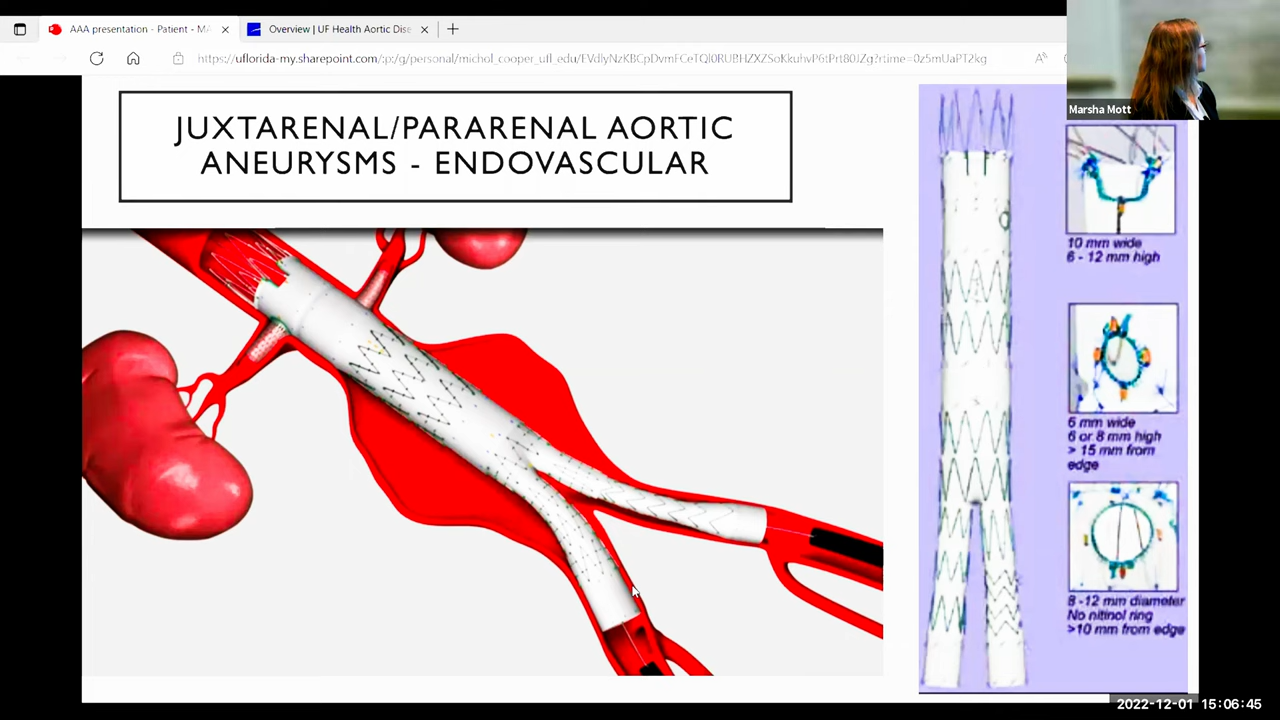 AAA presentation - Patient - MA
Overview | UF Health Aortic Dise
https://uflorida-my.sharepoint.com/:p:/g/personal/michol_cooper_ufl_edu/
Marsha Mott
JUXTARENAL/PARARENAL AORTIC
ANEURYSMS - ENDOVASCULAR
10 mm wide
6 - 12 mm high
6 mm wide
6 or 8 mm high
> 15 mm from
edge
8 -12 mm diameter
No nitinol ring
>10 mm from edge
2022-12-01 15:06:45